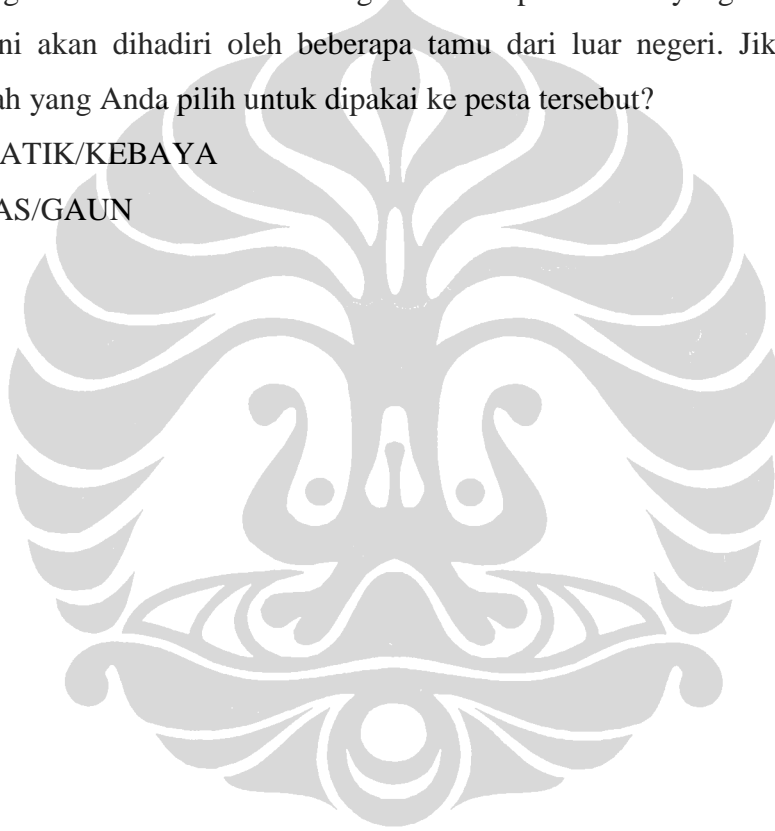 ni akan dihadiri oleh beberapa tamu dari luar negeri. Jik
ah yang Anda pilih untuk dipakai ke pesta tersebut?
ATIK/KEBAYA
AS/GAUN